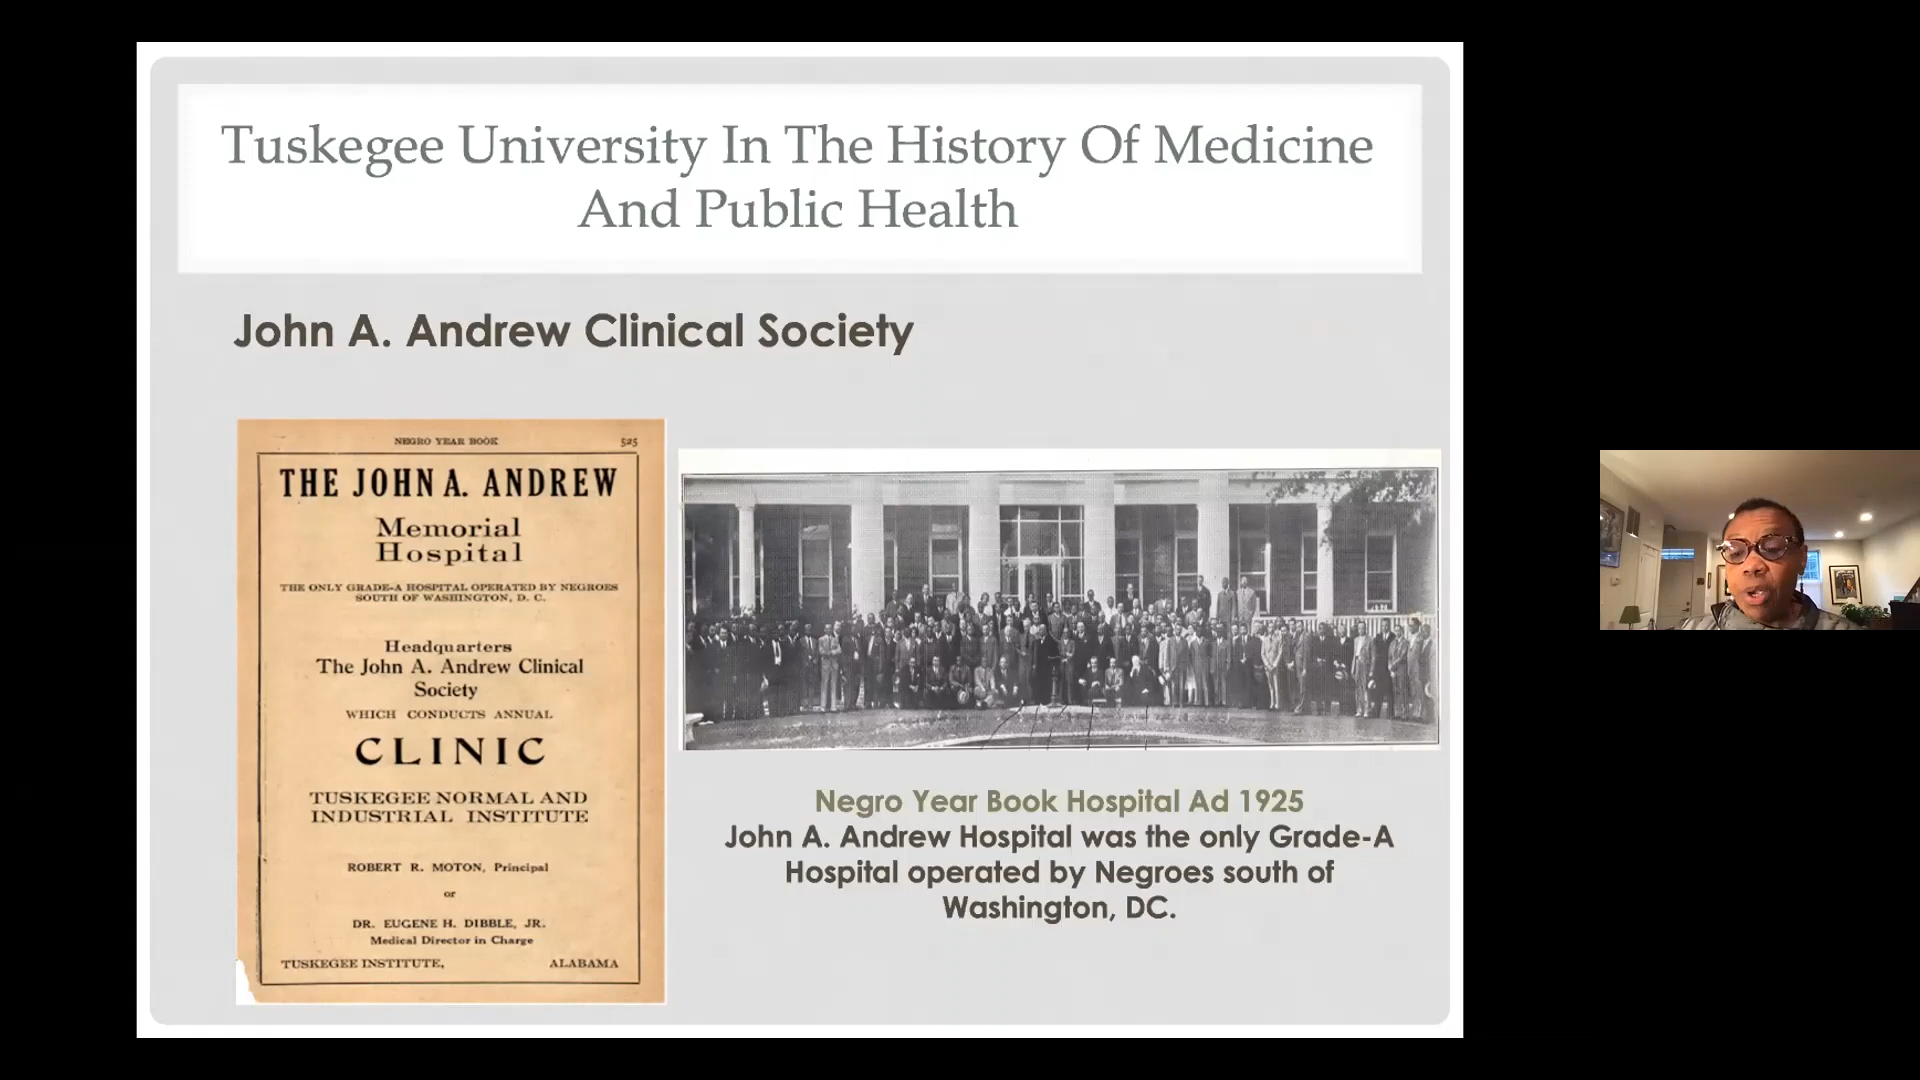 Tuskegee University In The History Of Medicine
And Public Health
John A. Andrew Clinical Society
NEGRO YEAR BOOK 525
THE JOHN A. ANDREW
Memorial
Hospital
THE ONLY GRADE-A HOSPITAL OPERATED BY NEGROES
SOUTH OF WASHINGTON, D. C.
Headquarters
The John A. Andrew Clinical
Society
WHICH CONDUCTS ANNUAL
CLINIC
TUSKEGEE NORMAL AND
INDUSTRIAL INSTITUTE
ROBERT R. MOTON, Principal
or
DR. EUGENE H. DIBBLE, JR.
Medical Director in Charge
TUSKEGEE INSTITUTE, ALABAMA
Negro Year Book Hospital Ad 1925
John A. Andrew Hospital was the only Grade-A
Hospital operated by Negroes south of
Washington, DC.